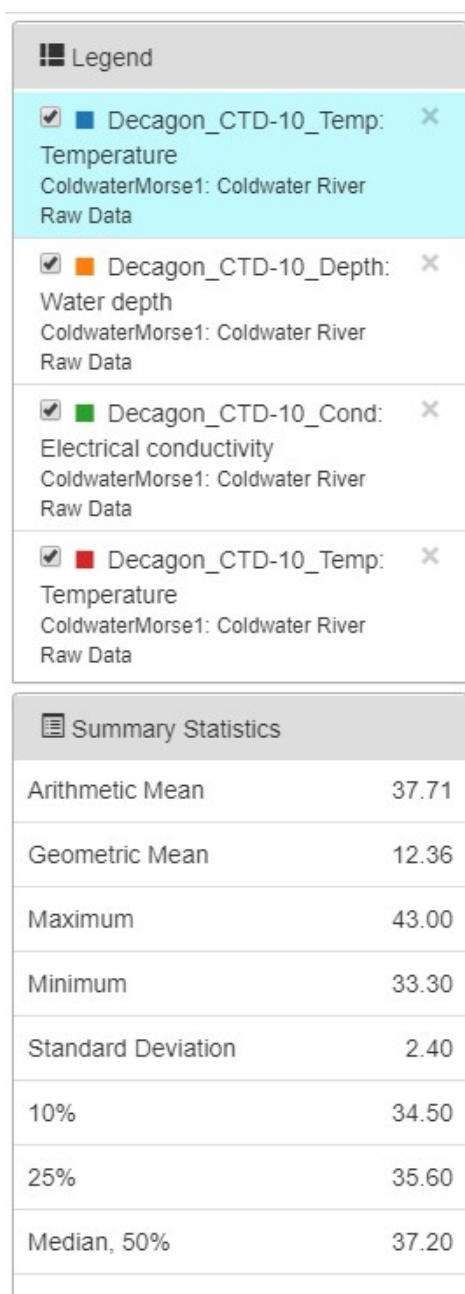 Legend
Decagon_CTD-10_Temp:
Temperature
ColdwaterMorse1: Coldwater River
Raw Data
Decagon_CTD-10_Depth:
Water depth
ColdwaterMorse1: Coldwater River
Raw Data
Decagon_CTD-10_Cond:
Electrical conductivity
ColdwaterMorse1: Coldwater River
Raw Data
Decagon_CTD-10_Temp:
Temperature
ColdwaterMorse1: Coldwater River
Raw Data
Summary Statistics
Arithmetic Mean 37.71
Geometric Mean 12.36
Maximum 43.00
Minimum 33.30
Standard Deviation 2.40
10% 34.50
25% 35.60
Median, 50% 37.20